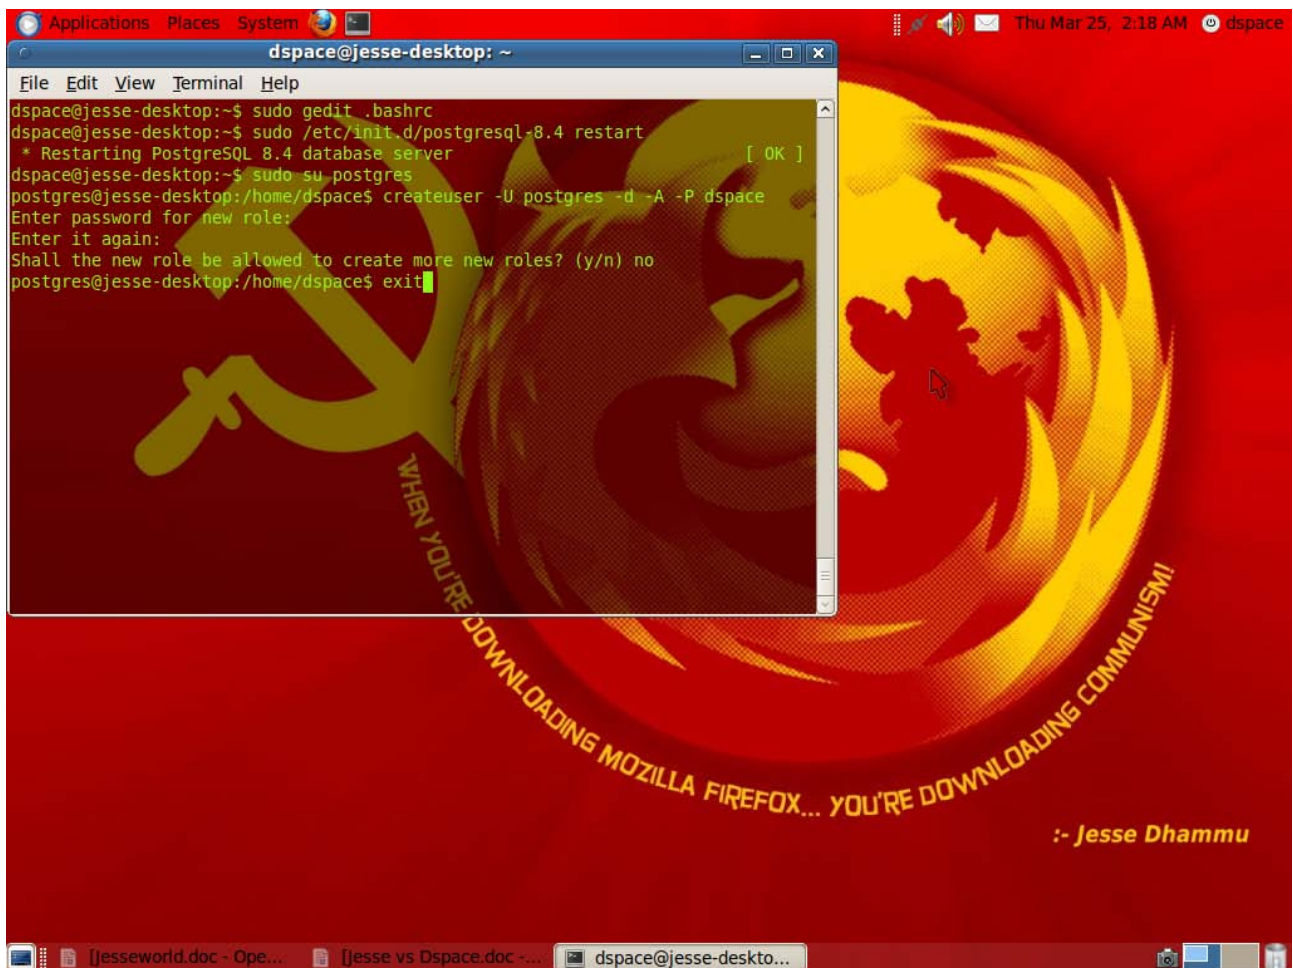 Applications Places System
Thu Mar 25, 2:18 AM dspace
dspace@jesse-desktop: ~
File Edit View Terminal Help
dspace@jesse-desktop:~$ sudo gedit .bashrc
dspace@jesse-desktop:~$ sudo /etc/init.d/postgresql-8.4 restart
* Restarting PostgreSQL 8.4 database server [ OK ]
dspace@jesse-desktop:~$ sudo su postgres
postgres@jesse-desktop:/home/dspace$ createuser -U postgres -d -A -P dspace
Enter password for new role:
Enter it again:
Shall the new role be allowed to create more new roles? (y/n) no
postgres@jesse-desktop:/home/dspace$ exit
WHEN YOU'RE DOWNLOADING MOZILLA FIREFOX... YOU'RE DOWNLOADING COMMUNISM!
:- Jesse Dhammu
[Jesseworld.doc - Ope...
[Jesse vs Dspace.doc -...
dspace@jesse-deskto...